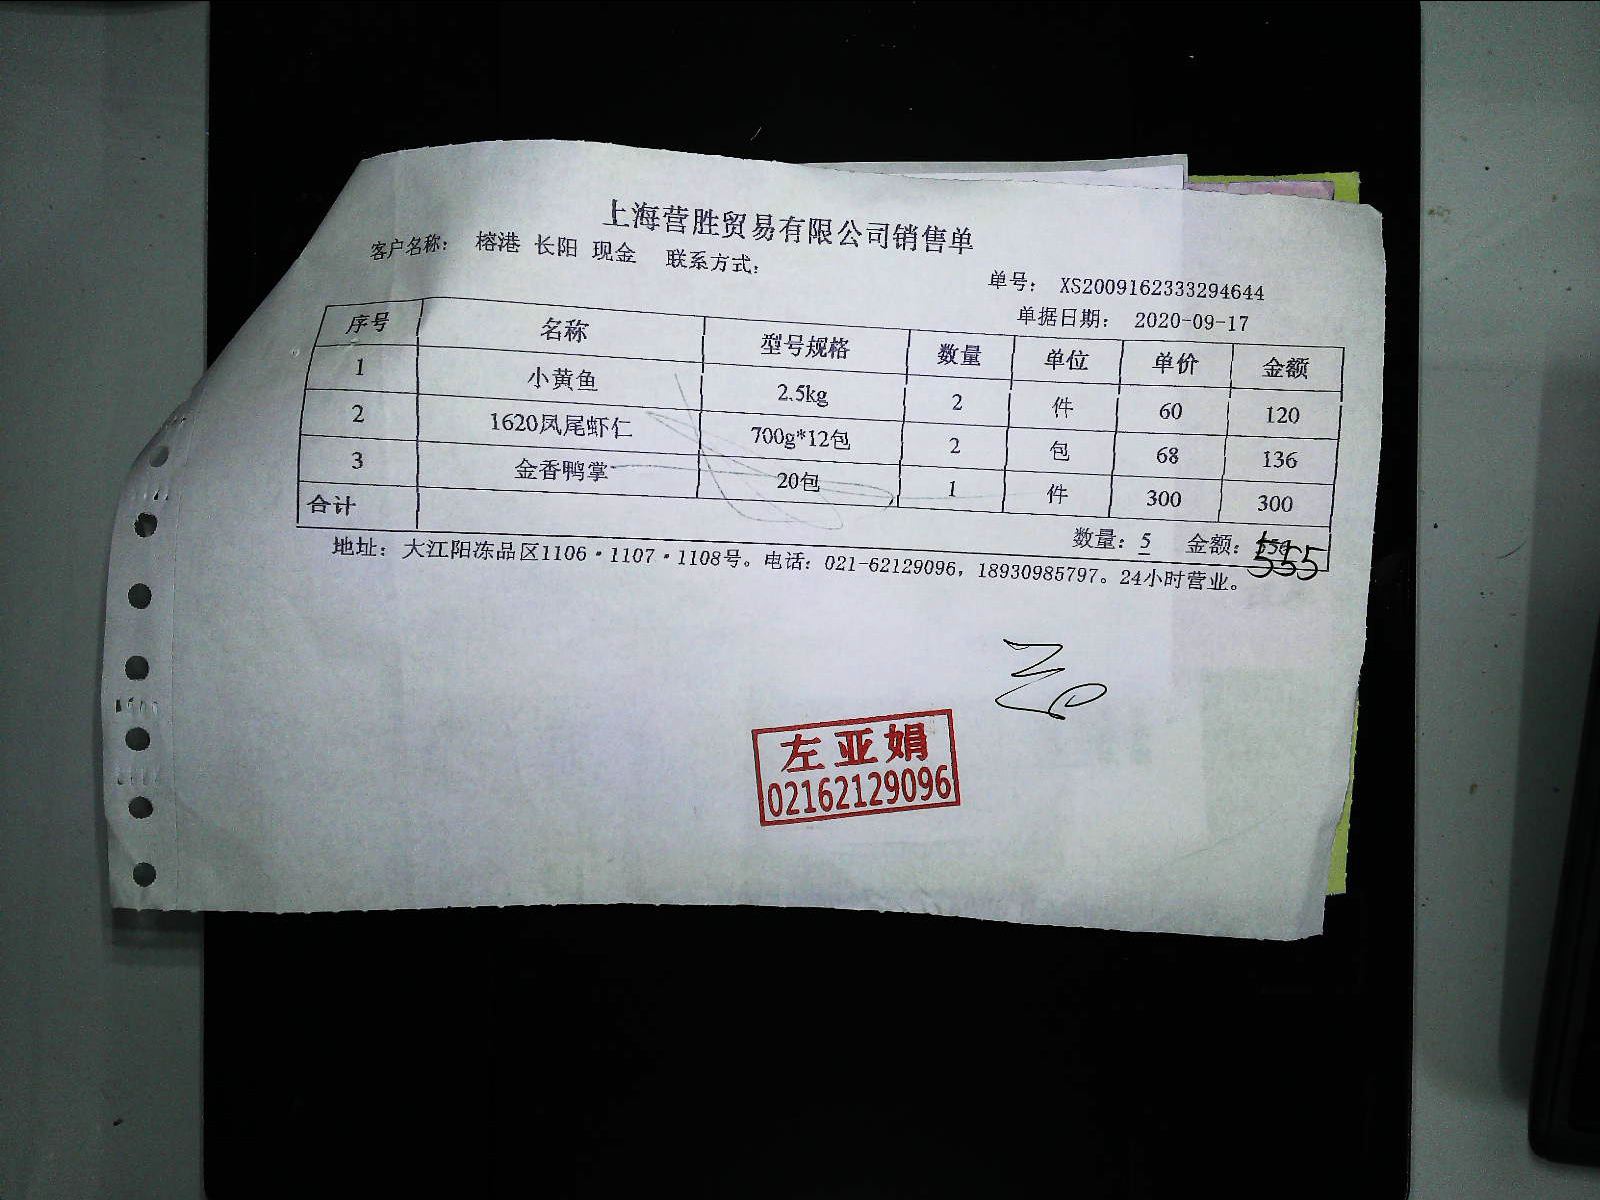 上海营胜贸易有限公司销售单
客户名称： 榕港 长阳 现金 联系方式：
单号： XS2009162333294644
单据日期： 2020-09-17
序号 名称 型号规格 数量 单位 单价 金额
1 小黄鱼 2.5kg 2 件 60 120
2 1620凤尾虾仁 700g*12包 2 包 68 136
3 金香鸭掌 20包 1 件 300 300
合计 数量：5 金额：555
地址：大江阳冻品区1106·1107·1108号。电话：021-62129096，18930985797。24小时营业。
左亚娟
02162129096